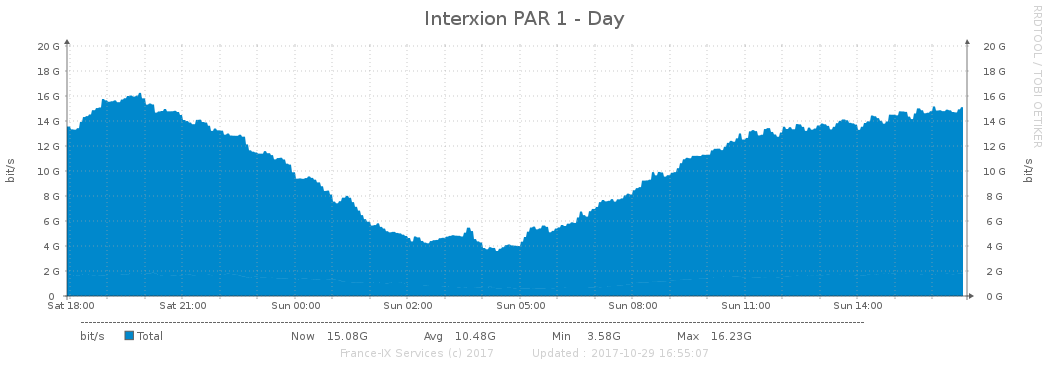 Interxion PAR 1 - Day
RRDTOOL / TOBI OETIKER
20 G 20 G
18 G 18 G
16 G 16 G
14 G 14 G
12 G 12 G
10 G 10 G
8 G 8 G
6 G 6 G
4 G 4 G
2 G 2 G
0 0 G
bit/s bit/s
Sat 18:00 Sat 21:00 Sun 00:00 Sun 02:00 Sun 05:00 Sun 08:00 Sun 11:00 Sun 14:00
bit/s Total Now 15.08G Avg 10.48G Min 3.58G Max 16.23G
France-IX Services (c) 2017 Updated : 2017-10-29 16:55:07